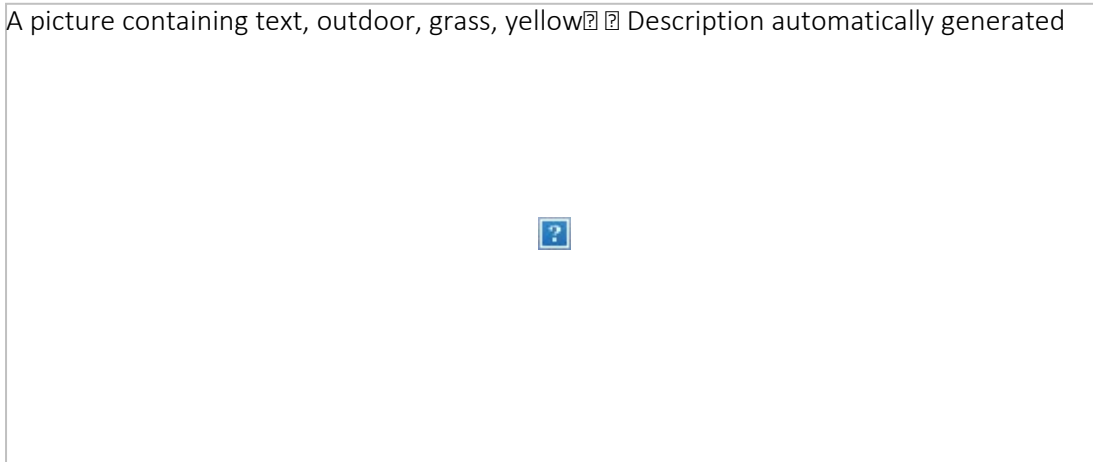 A picture containing text, outdoor, grass, yellow⍰ ⍰ Description automatically generated
?